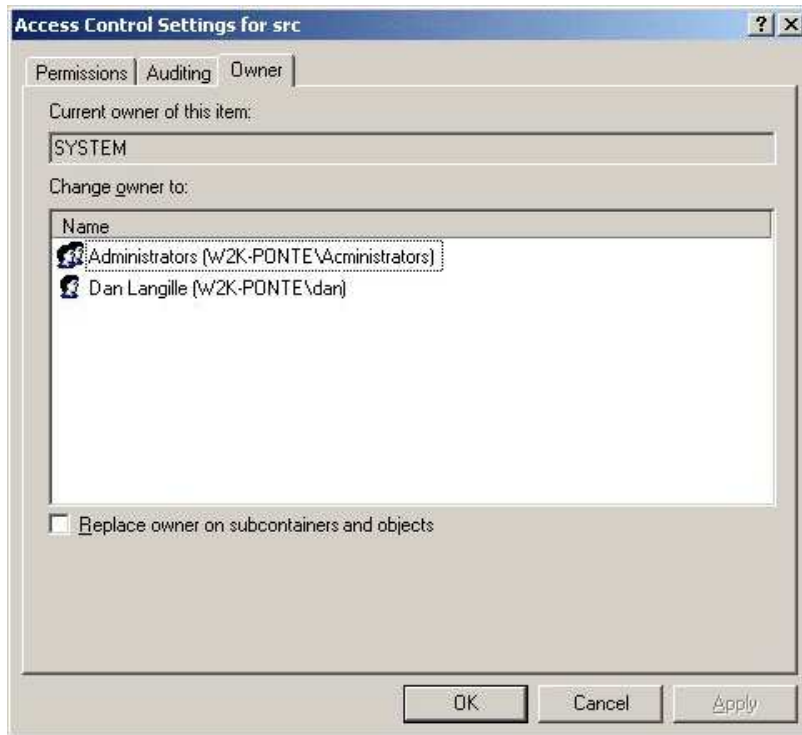 Access Control Settings for src
Permissions Auditing Owner
Current owner of this item:
SYSTEM
Change owner to:
Name
Administrators (W2K-PONTE\Acministrators)
Dan Langille (W2K-PONTE\dan)
Replace owner on subcontainers and objects
OK Cancel Apply